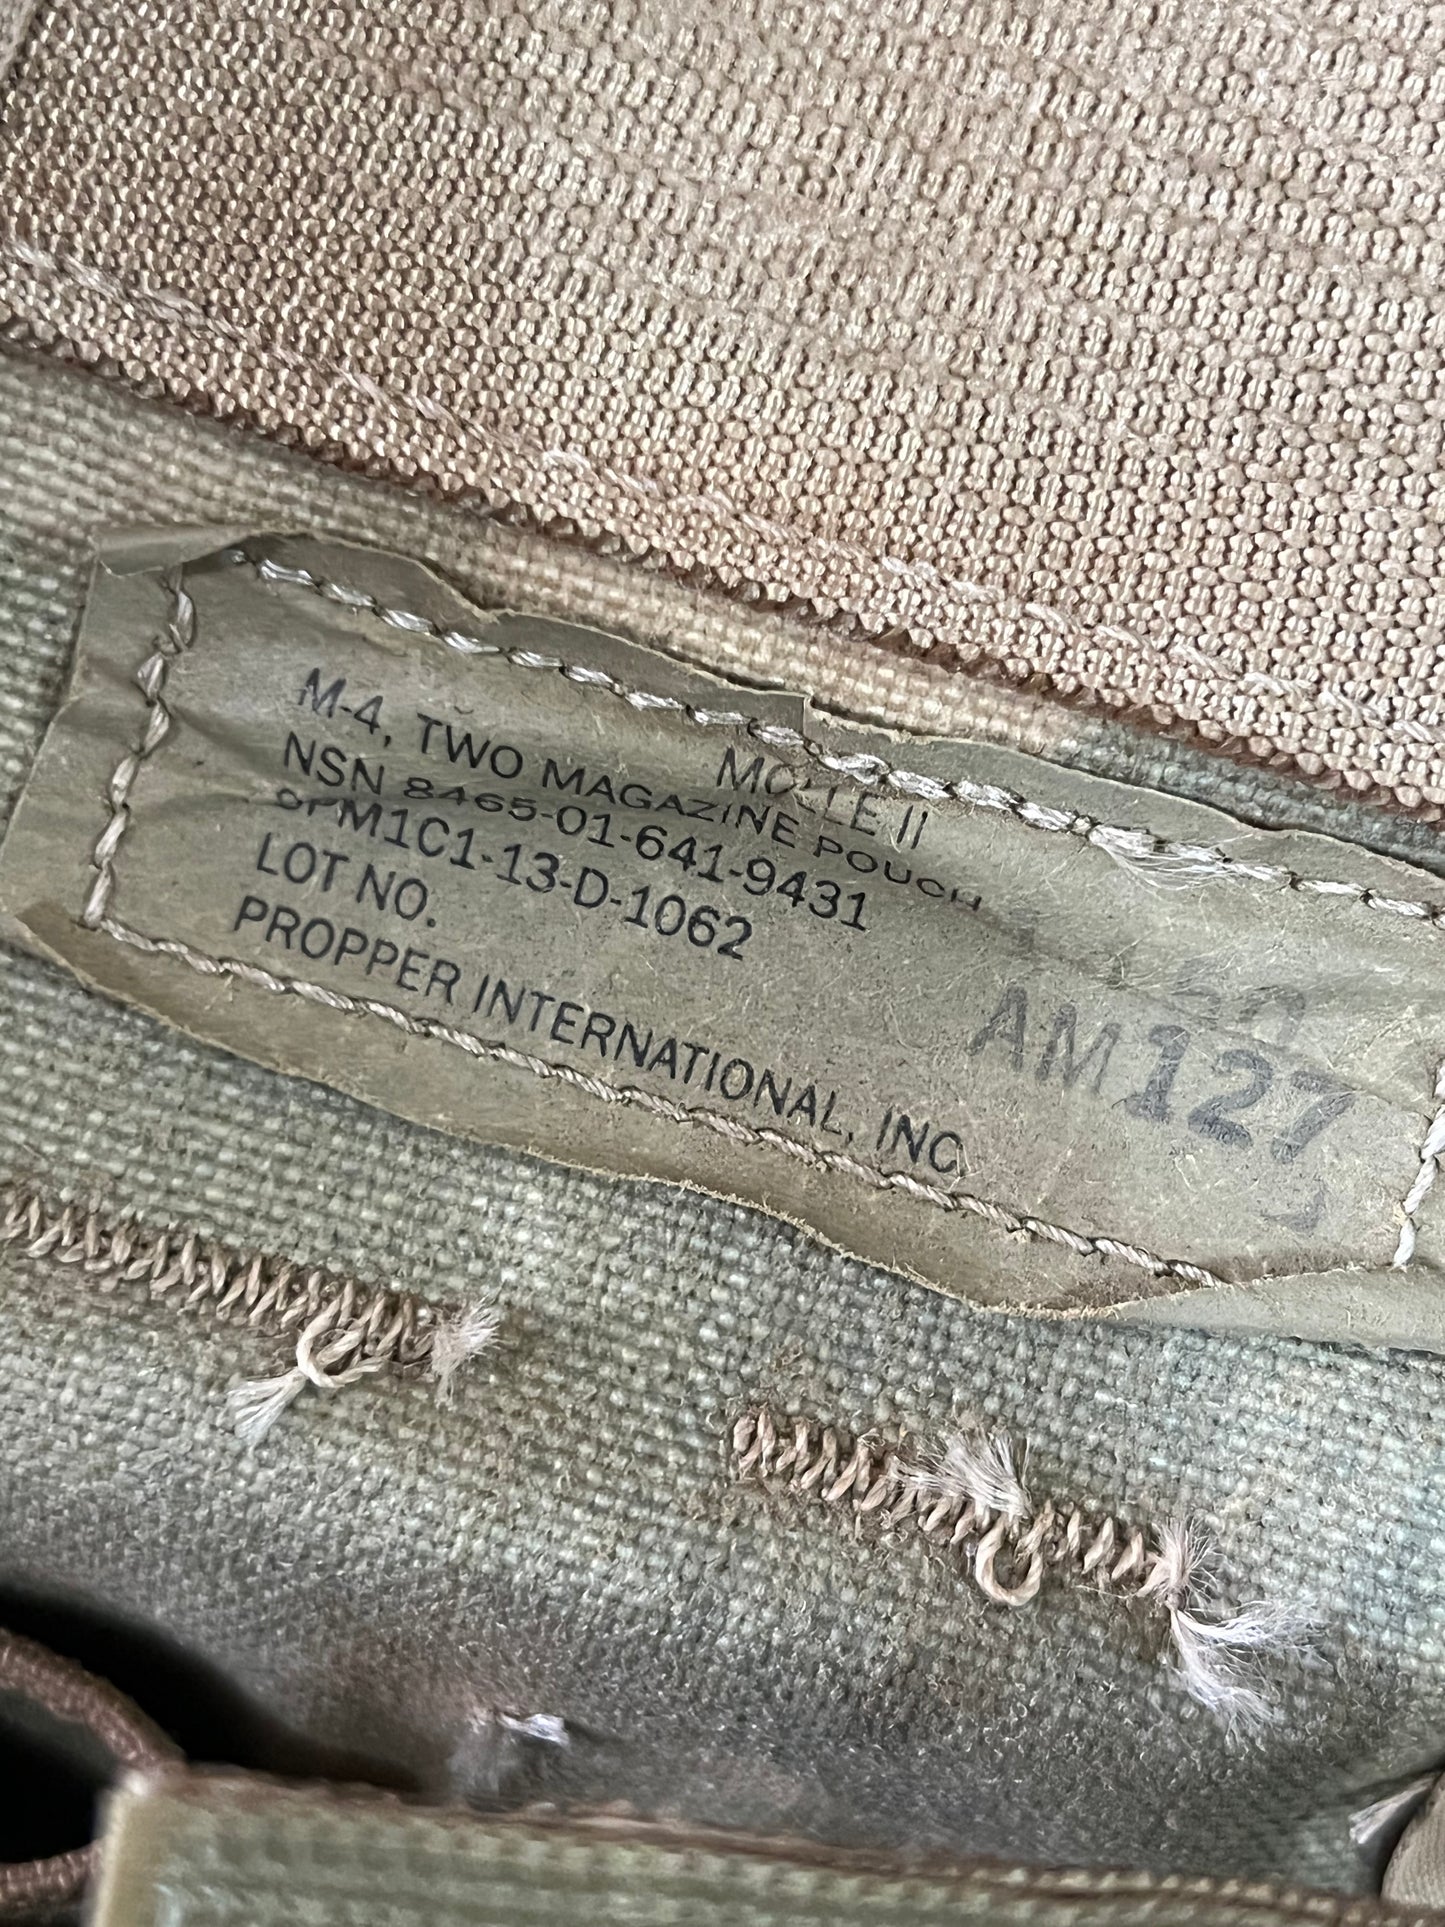 MOLLE II
M-4, TWO MAGAZINE POUCH
NSN 8465-01-641-9431
SPM1C1-13-D-1062
LOT NO.
PROPPER INTERNATIONAL, INC.
AM127